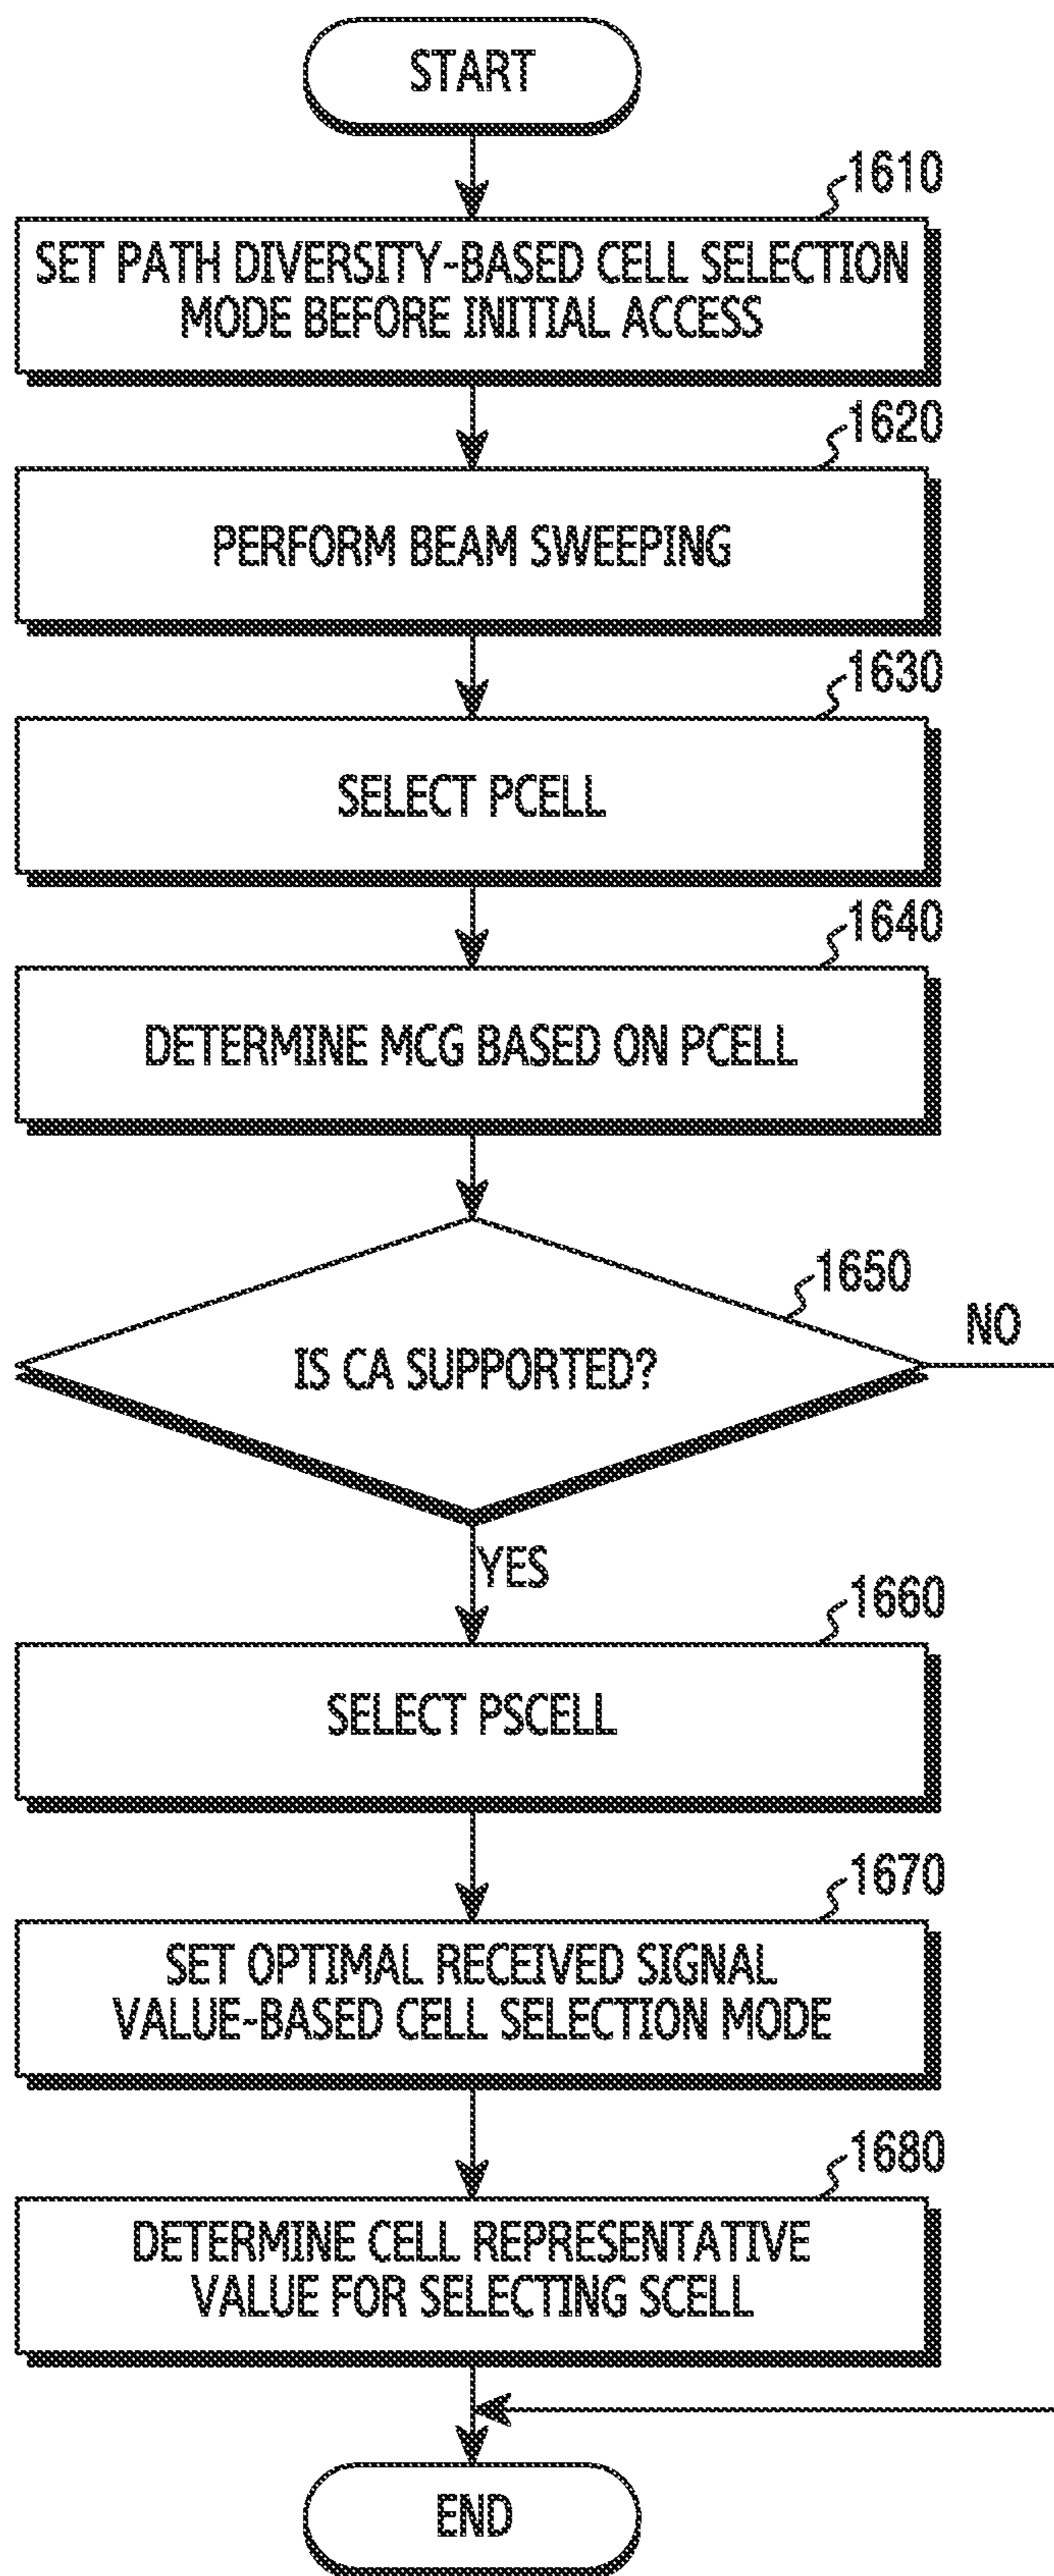 START
1610
SET PATH DIVERSITY-BASED CELL SELECTION
MODE BEFORE INITIAL ACCESS
1620
PERFORM BEAM SWEEPING
1630
SELECT PCELL
1640
DETERMINE MCG BASED ON PCELL
1650
NO
IS CA SUPPORTED?
YES
1660
SELECT PSCELL
1670
SET OPTIMAL RECEIVED SIGNAL
VALUE-BASED CELL SELECTION MODE
1680
DETERMINE CELL REPRESENTATIVE
VALUE FOR SELECTING SCELL
END